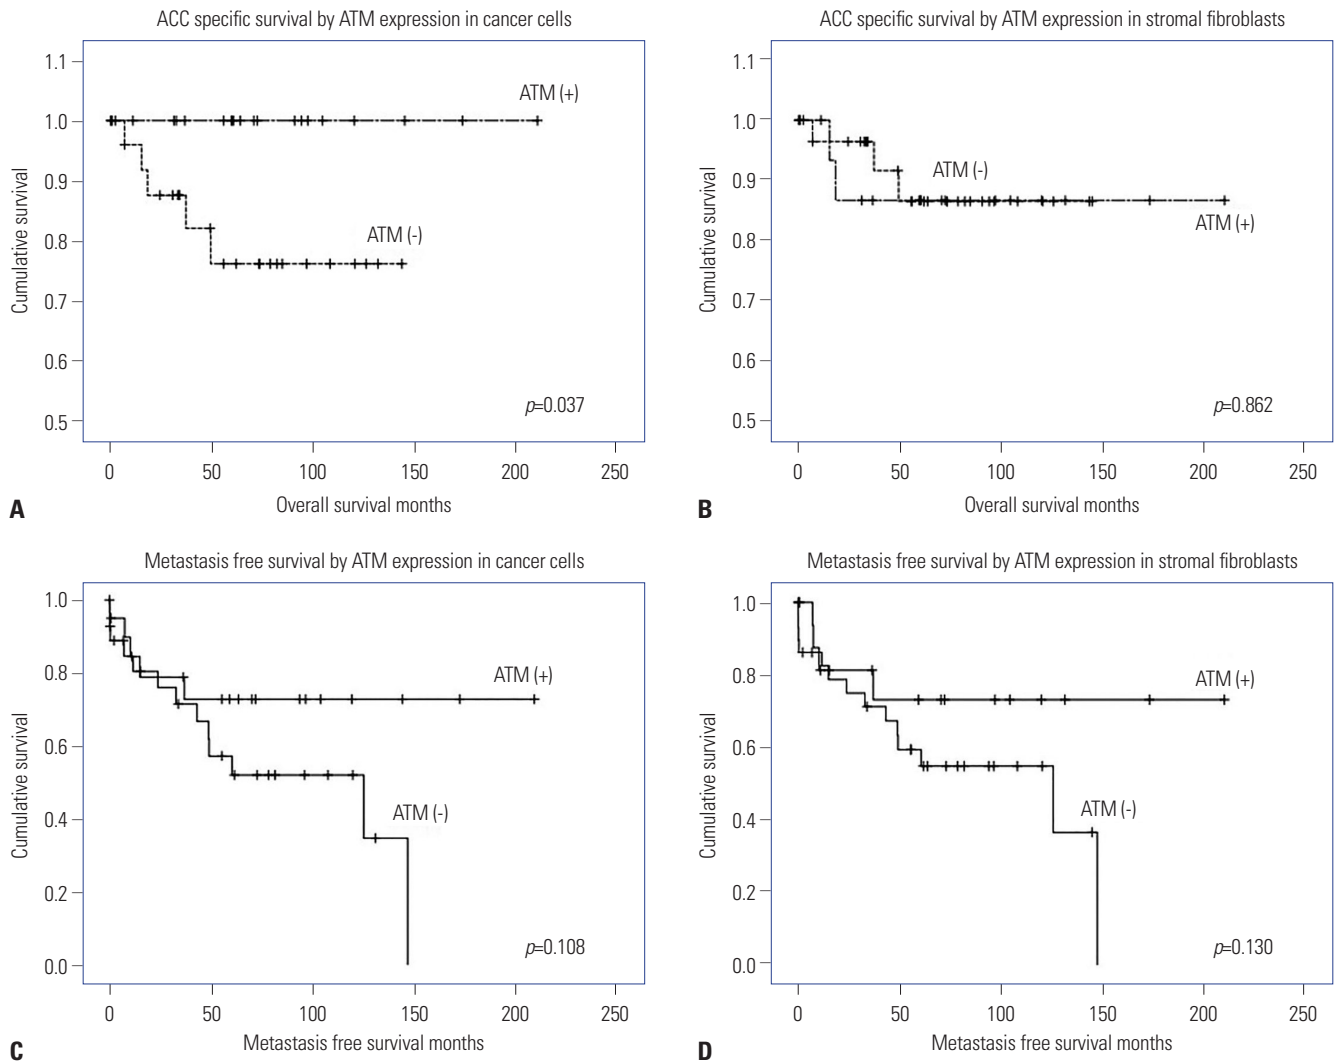 ACC specific survival by ATM expression in cancer cells
1.1
1.0
0.9
0.8
0.7
0.6
0.5
Cumulative survival
ATM (+)
ATM (-)
p=0.037
0 50 100 150 200 250
Overall survival months
A
ACC specific survival by ATM expression in stromal fibroblasts
1.1
1.0
0.9
0.8
0.7
0.6
0.5
Cumulative survival
ATM (-)
ATM (+)
p=0.862
0 50 100 150 200 250
Overall survival months
B
Metastasis free survival by ATM expression in cancer cells
1.0
0.8
0.6
0.4
0.2
0.0
Cumulative survival
ATM (+)
ATM (-)
p=0.108
0 50 100 150 200 250
Metastasis free survival months
C
Metastasis free survival by ATM expression in stromal fibroblasts
1.0
0.8
0.6
0.4
0.2
0.0
Cumulative survival
ATM (+)
ATM (-)
p=0.130
0 50 100 150 200 250
Metastasis free survival months
D